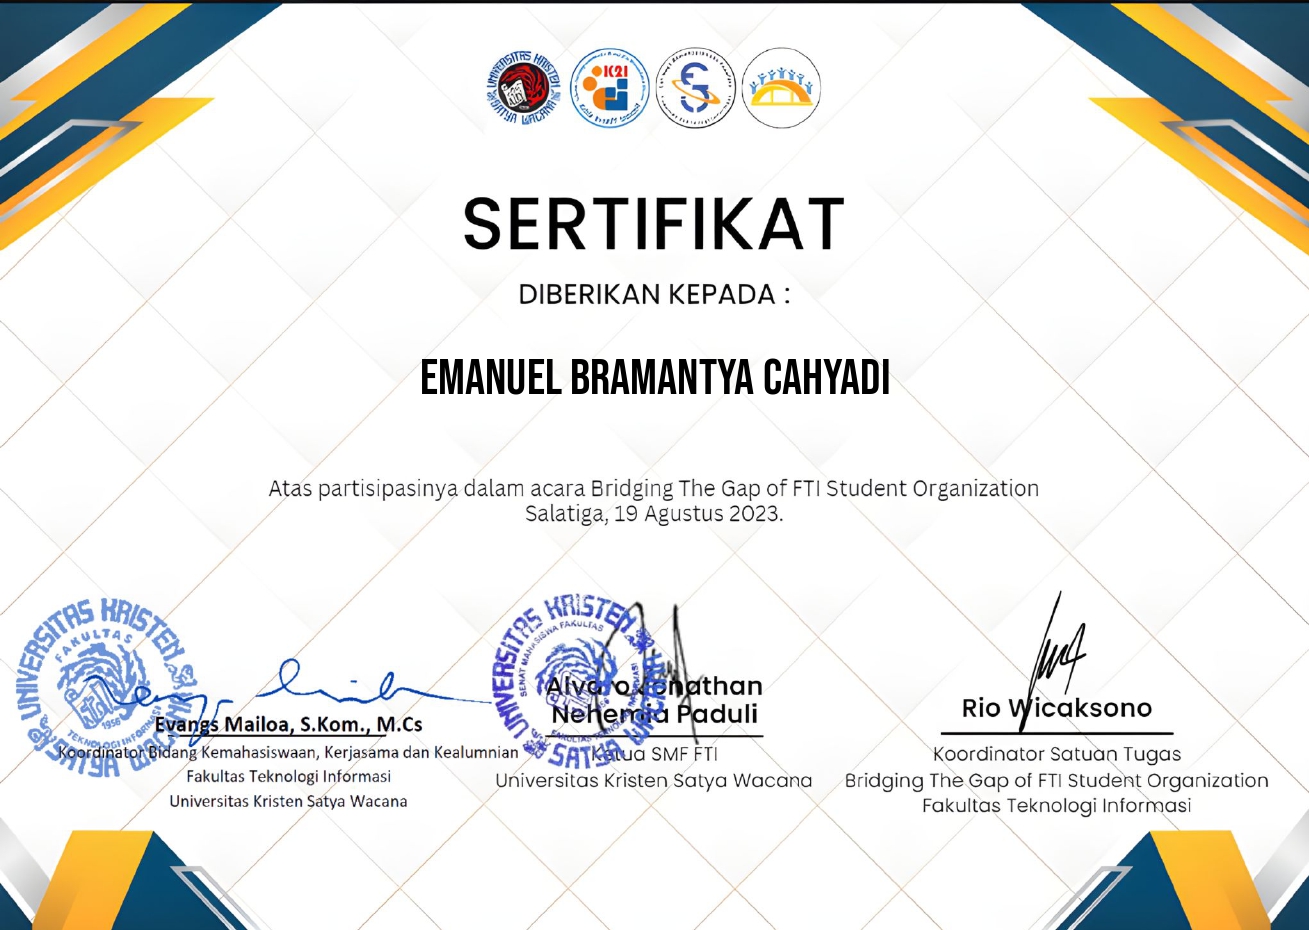 UNIVERSITAS KRISTEN
SATYA WACANA
K21
SERTIFIKAT
DIBERIKAN KEPADA :
EMANUEL BRAMANTYA CAHYADI
Atas partisipasinya dalam acara Bridging The Gap of FTI Student Organization
Salatiga, 19 Agustus 2023.
UNIVERSITAS KRISTEN
FAKULTAS
1956
TEKNOLOGI INFORMASI
SATYA WACANA
Evangs Mailoa, S.Kom., M.Cs
Koordinator Bidang Kemahasiswaan, Kerjasama dan Kealumnian
Fakultas Teknologi Informasi
Universitas Kristen Satya Wacana
UNIVERSITAS KRISTEN
SENAT MAHASISWA FAKULTAS
SATYA WACANA
Alvaro Jonathan
Nehemia Paduli
Ketua SMF FTI
Universitas Kristen Satya Wacana
Rio Wicaksono
Koordinator Satuan Tugas
Bridging The Gap of FTI Student Organization
Fakultas Teknologi Informasi